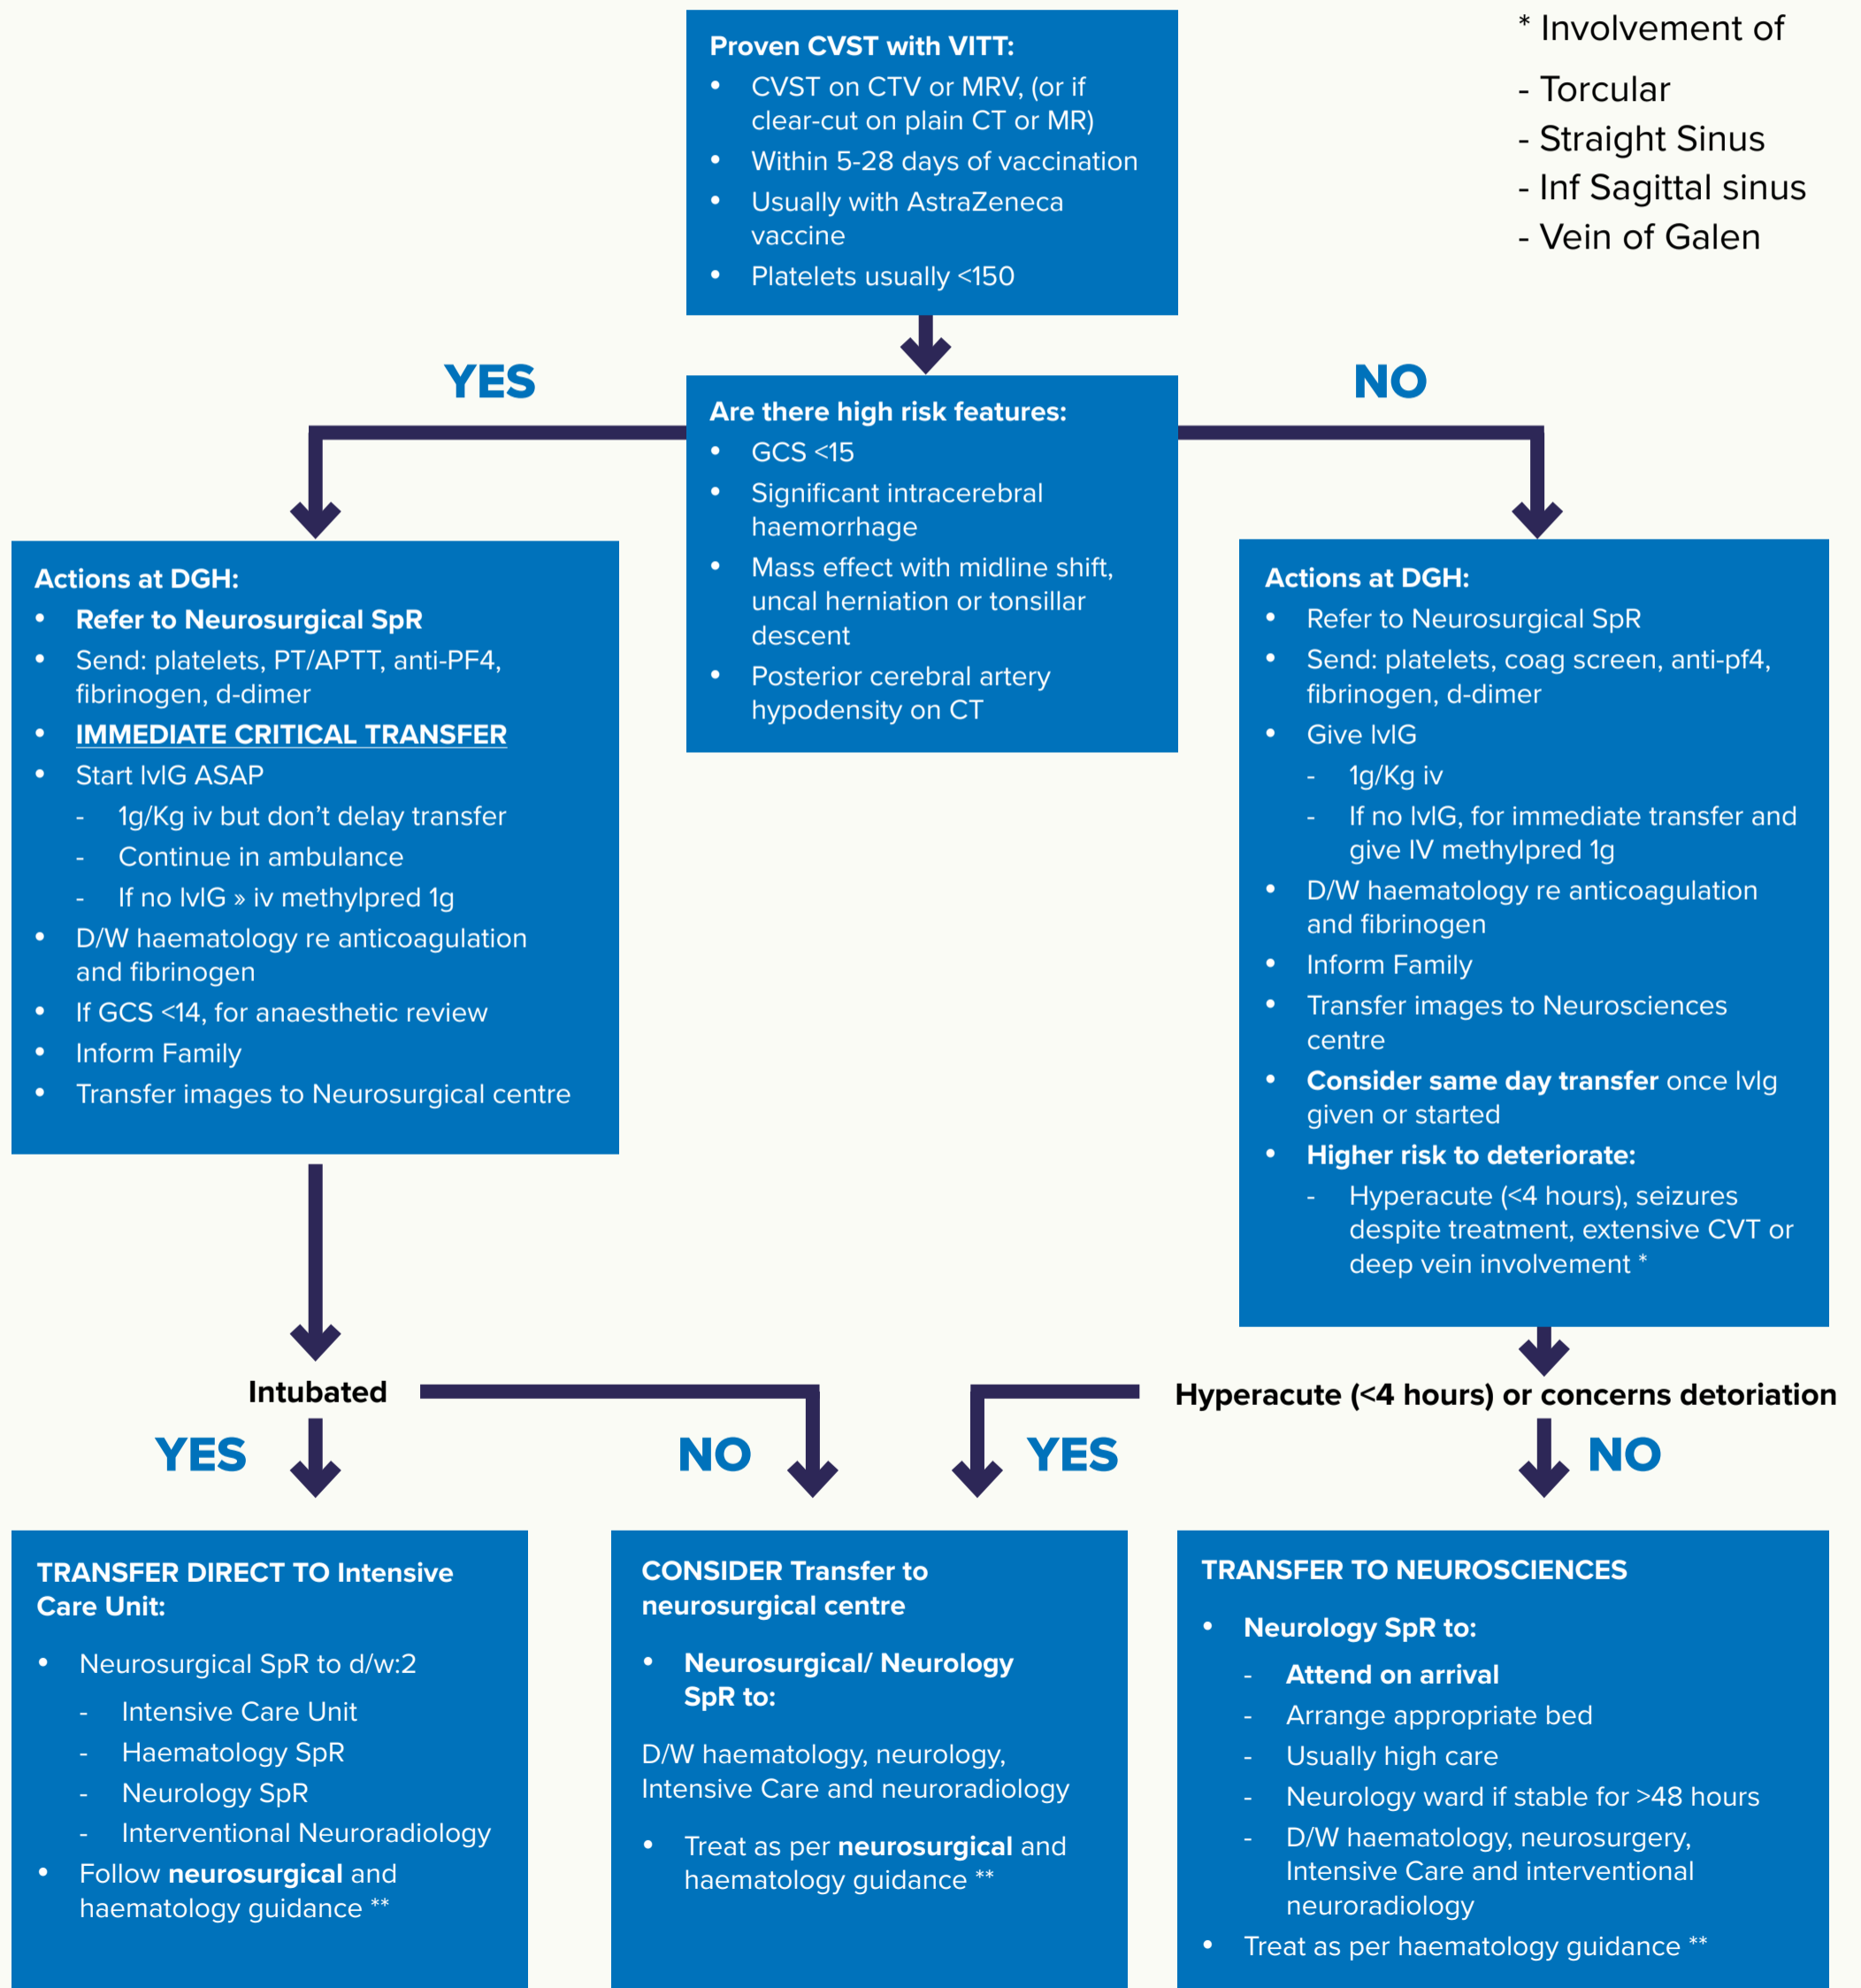 Proven CVST with VITT:
• CVST on CTV or MRV, (or if
clear-cut on plain CT or MR)
• Within 5-28 days of vaccination
• Usually with AstraZeneca
vaccine
• Platelets usually <150
* Involvement of
- Torcular
- Straight Sinus
- Inf Sagittal sinus
- Vein of Galen
YES
NO
Are there high risk features:
• GCS <15
• Significant intracerebral
haemorrhage
• Mass effect with midline shift,
uncal herniation or tonsillar
descent
• Posterior cerebral artery
hypodensity on CT
Actions at DGH:
• Refer to Neurosurgical SpR
• Send: platelets, PT/APTT, anti-PF4,
fibrinogen, d-dimer
• IMMEDIATE CRITICAL TRANSFER
• Start IvIG ASAP
- 1g/Kg iv but don’t delay transfer
- Continue in ambulance
- If no IvIG » iv methylpred 1g
• D/W haematology re anticoagulation
and fibrinogen
• If GCS <14, for anaesthetic review
• Inform Family
• Transfer images to Neurosurgical centre
Actions at DGH:
• Refer to Neurosurgical SpR
• Send: platelets, coag screen, anti-pf4,
fibrinogen, d-dimer
• Give IvIG
- 1g/Kg iv
- If no IvIG, for immediate transfer and
give IV methylpred 1g
• D/W haematology re anticoagulation
and fibrinogen
• Inform Family
• Transfer images to Neurosciences
centre
• Consider same day transfer once IvIg
given or started
• Higher risk to deteriorate:
- Hyperacute (<4 hours), seizures
despite treatment, extensive CVT or
deep vein involvement *
Intubated
Hyperacute (<4 hours) or concerns detoriation
YES
NO
YES
NO
TRANSFER DIRECT TO Intensive
Care Unit:
• Neurosurgical SpR to d/w:2
- Intensive Care Unit
- Haematology SpR
- Neurology SpR
- Interventional Neuroradiology
• Follow neurosurgical and
haematology guidance **
CONSIDER Transfer to
neurosurgical centre
• Neurosurgical/ Neurology
SpR to:
D/W haematology, neurology,
Intensive Care and neuroradiology
• Treat as per neurosurgical and
haematology guidance **
TRANSFER TO NEUROSCIENCES
• Neurology SpR to:
- Attend on arrival
- Arrange appropriate bed
- Usually high care
- Neurology ward if stable for >48 hours
- D/W haematology, neurosurgery,
Intensive Care and interventional
neuroradiology
• Treat as per haematology guidance **